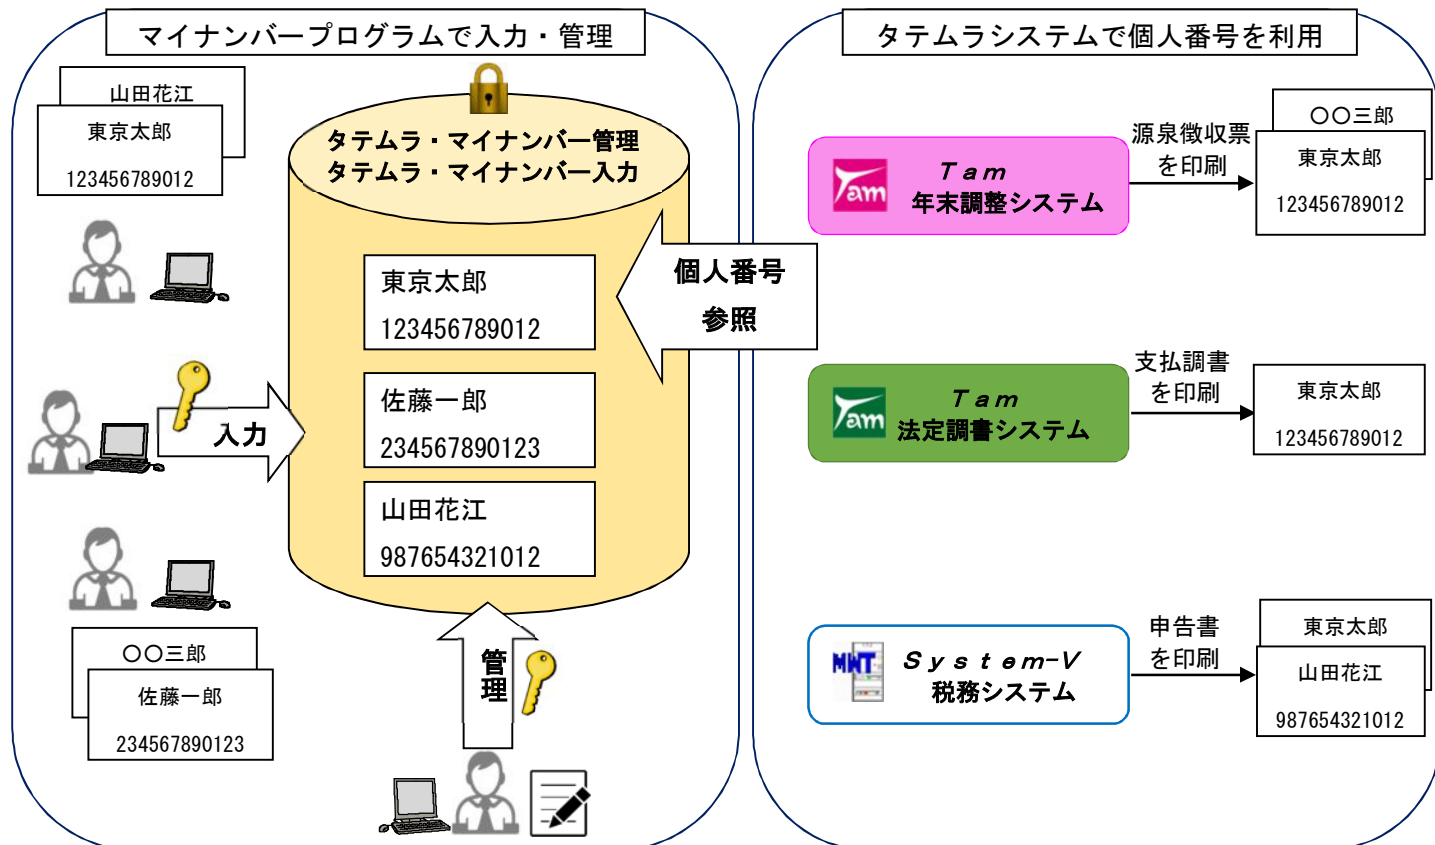 マイナンバープログラムで入力・管理
山田花江
東京太郎
123456789012
タテムラ・マイナンバー管理
タテムラ・マイナンバー入力
東京太郎
123456789012
佐藤一郎
234567890123
山田花江
987654321012
入力
管理
〇〇三郎
佐藤一郎
234567890123
個人番号
参照
タテムラシステムで個人番号を利用
Tam
Tam
年末調整システム
源泉徴収票
を印刷
〇〇三郎
東京太郎
123456789012
Tam
Tam
法定調書システム
支払調書
を印刷
東京太郎
123456789012
MWT
System-V
税務システム
申告書
を印刷
東京太郎
山田花江
987654321012